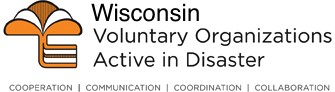 Wisconsin
Voluntary Organizations
Active in Disaster
COOPERATION | COMMUNICATION | COORDINATION | COLLABORATION